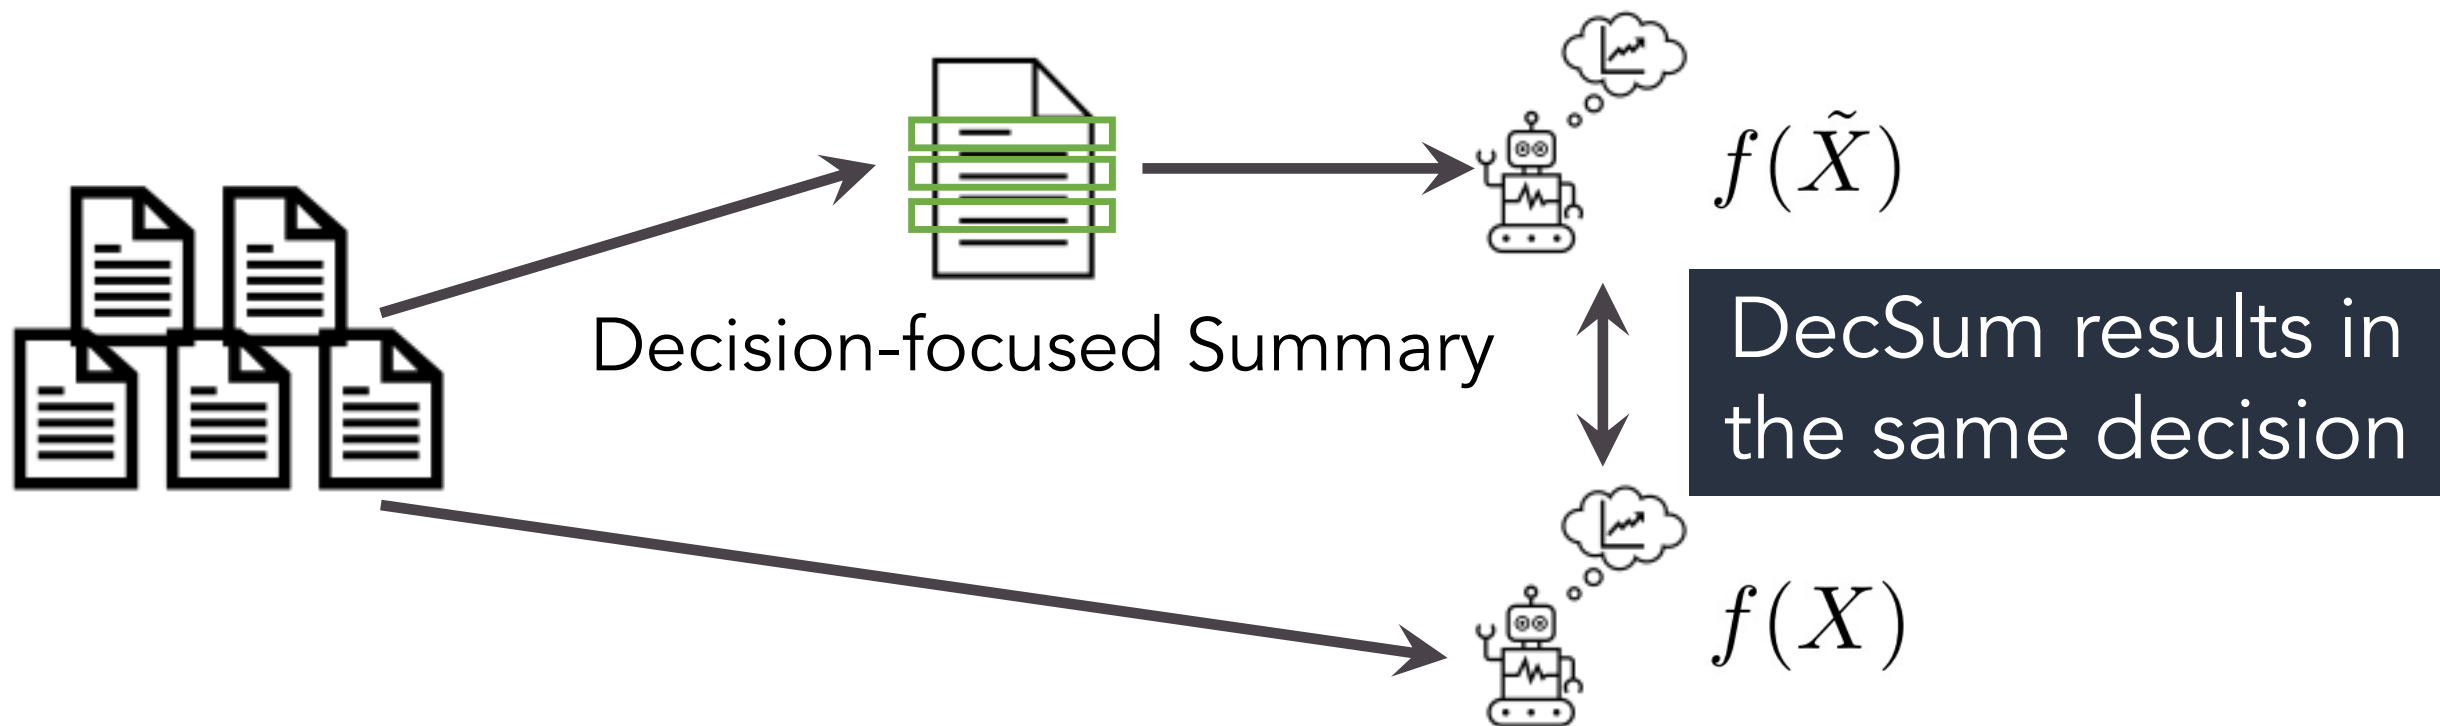 f(X̃)
Decision-focused Summary
DecSum results in
the same decision
f(X)